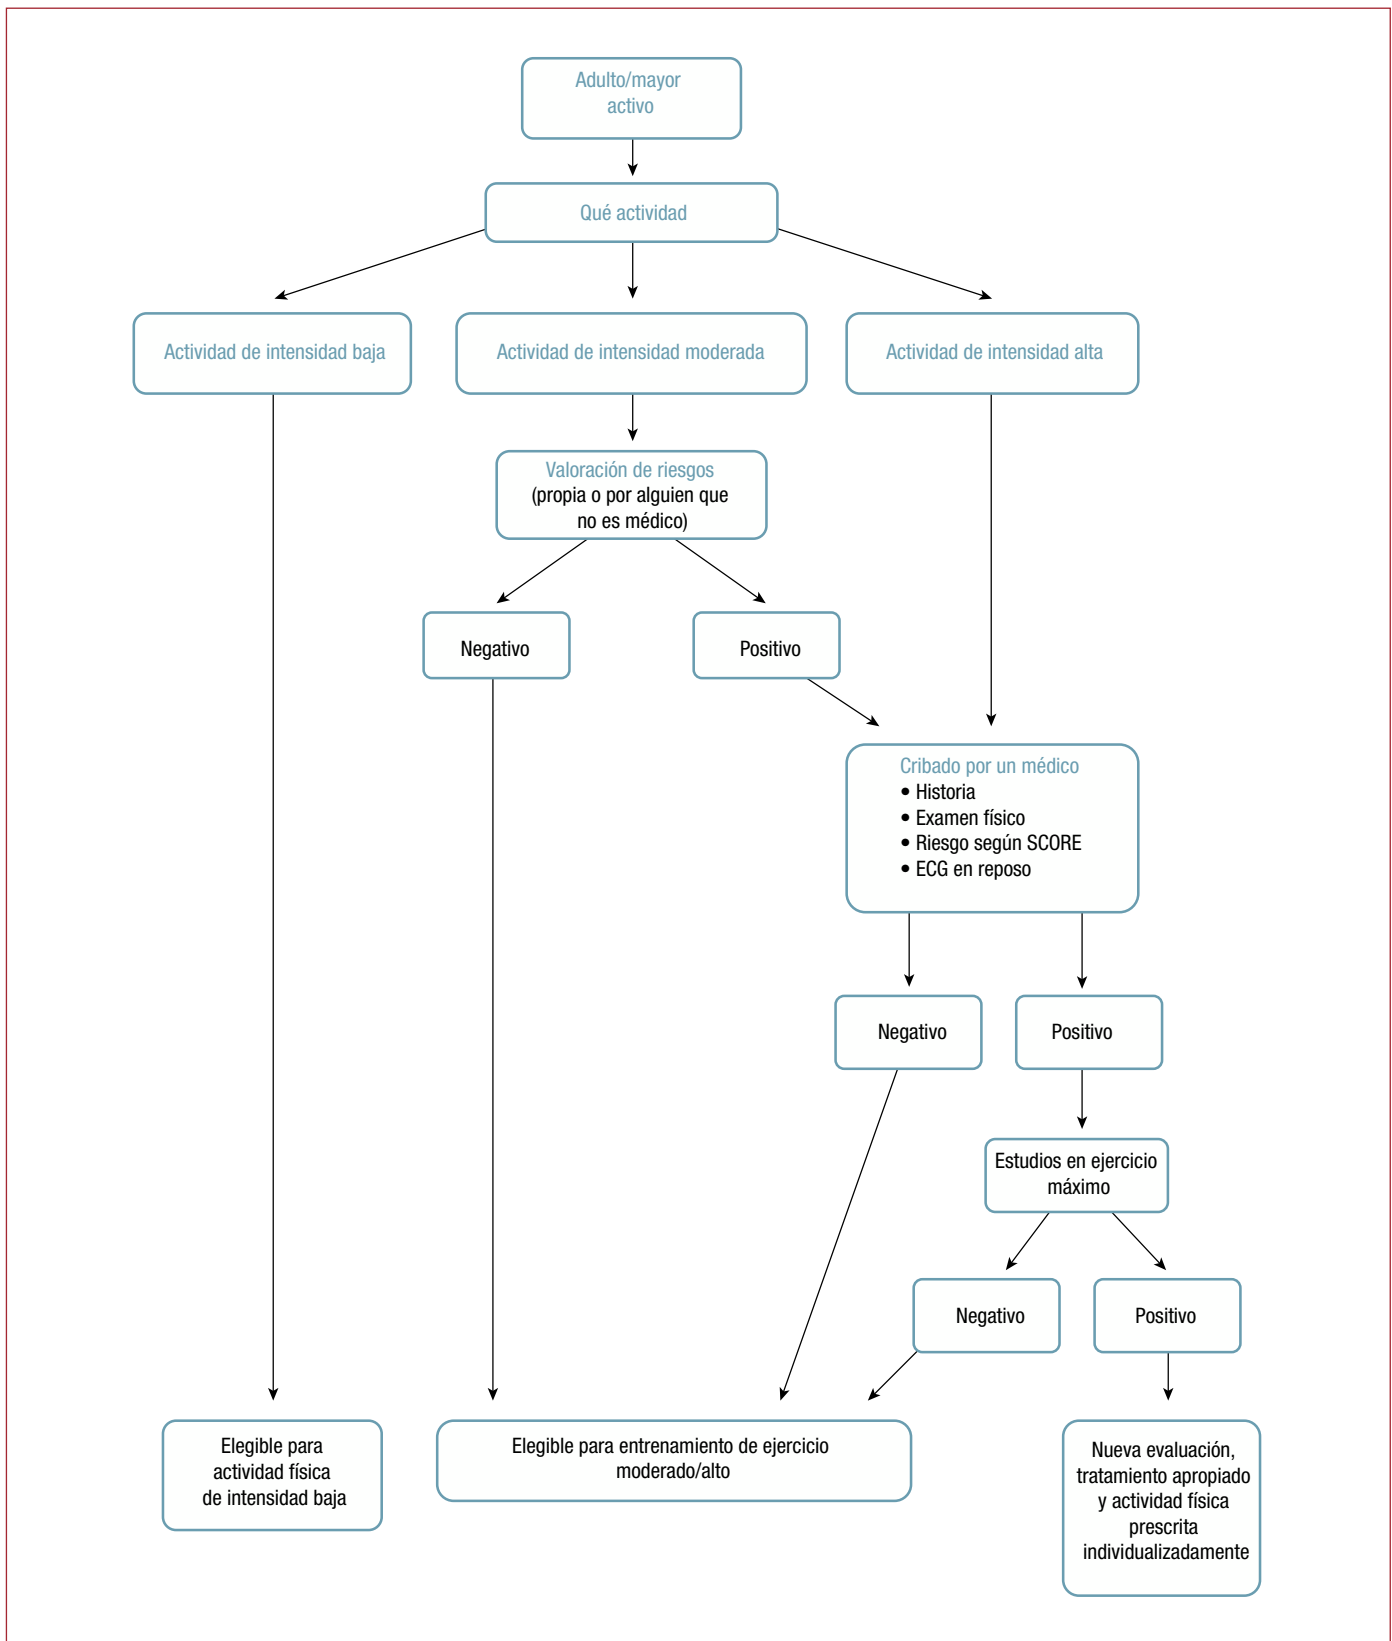 Adulto/mayor
activo
Qué actividad
Actividad de intensidad baja
Actividad de intensidad moderada
Actividad de intensidad alta
Valoración de riesgos
(propia o por alguien que
no es médico)
Negativo
Positivo
Cribado por un médico
• Historia
• Examen físico
• Riesgo según SCORE
• ECG en reposo
Negativo
Positivo
Estudios en ejercicio
máximo
Negativo
Positivo
Elegible para
actividad física
de intensidad baja
Elegible para entrenamiento de ejercicio
moderado/alto
Nueva evaluación,
tratamiento apropiado
y actividad física
prescrita
individualizadamente